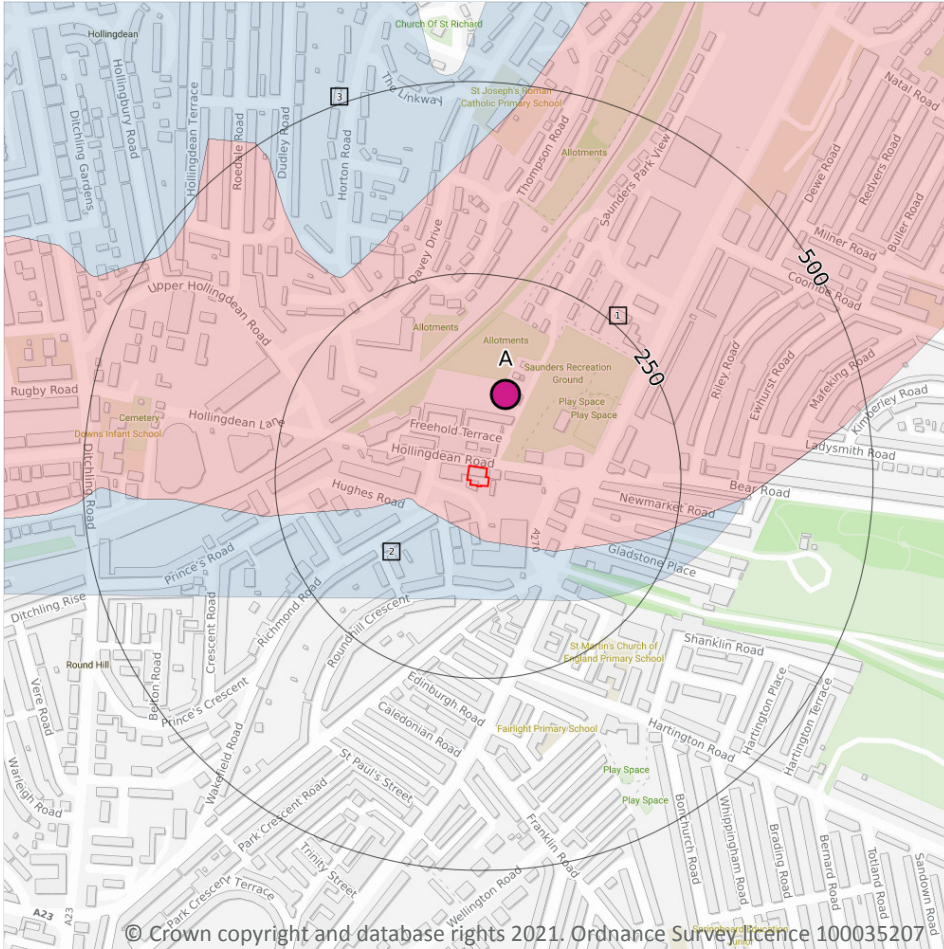 Church Of St Richard
Hollingdean
Hollingbury Road
Ditchling Gardens
Hollingdean Terrace
Roedale Road
Dudley Road
3
The Linkway
Horton Road
St Joseph's Roman
Catholic Primary School
Thompson Road
Allotments
Saunders Park View
Natal Road
Dewe Road
Redvers Road
Buller Road
Milner Road
Coombe Road
500
Davey Drive
Upper Hollingdean Road
1
250
Allotments
Allotments
A
Saunders Recreation
Ground
Play Space
Play Space
Riley Road
Ewhurst Road
Mafeking Road
Kimberley Road
Rugby Road
Cemetery
Downs Infant School
Hollingdean Lane
Freehold Terrace
Hollingdean Road
Ladysmith Road
Ditchling Road
Hughes Road
Bear Road
Newmarket Road
A270
2
Gladstone Place
Prince's Road
Ditchling Rise
Crescent Road
Richmond Road
Roundhill Crescent
St Martin's Church of
England Primary School
Shanklin Road
Round Hill
Belton Road
Vere Road
Prince's Crescent
Edinburgh Road
Caledonian Road
Fairlight Primary School
Hartington Road
Hartington Place
Hartington Terrace
Warleigh Road
Wakefield Road
St Paul's Street
Play Space
Play Space
Park Crescent Road
Trinity Street
Franklin Road
Bonchurch Road
Whippingham Road
Brading Road
Bernard Road
Totland Road
Sandown Road
Park Crescent Terrace
Wellington Road
A23
A23
© Crown copyright and database rights 2021. Ordnance Survey licence 100035207